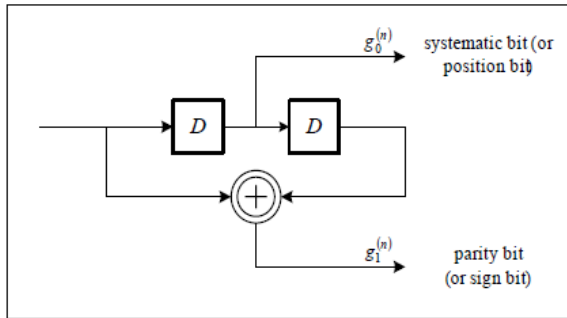 g₀⁽ⁿ⁾
systematic bit (or
position bit)
D
D
+
g₁⁽ⁿ⁾
parity bit
(or sign bit)